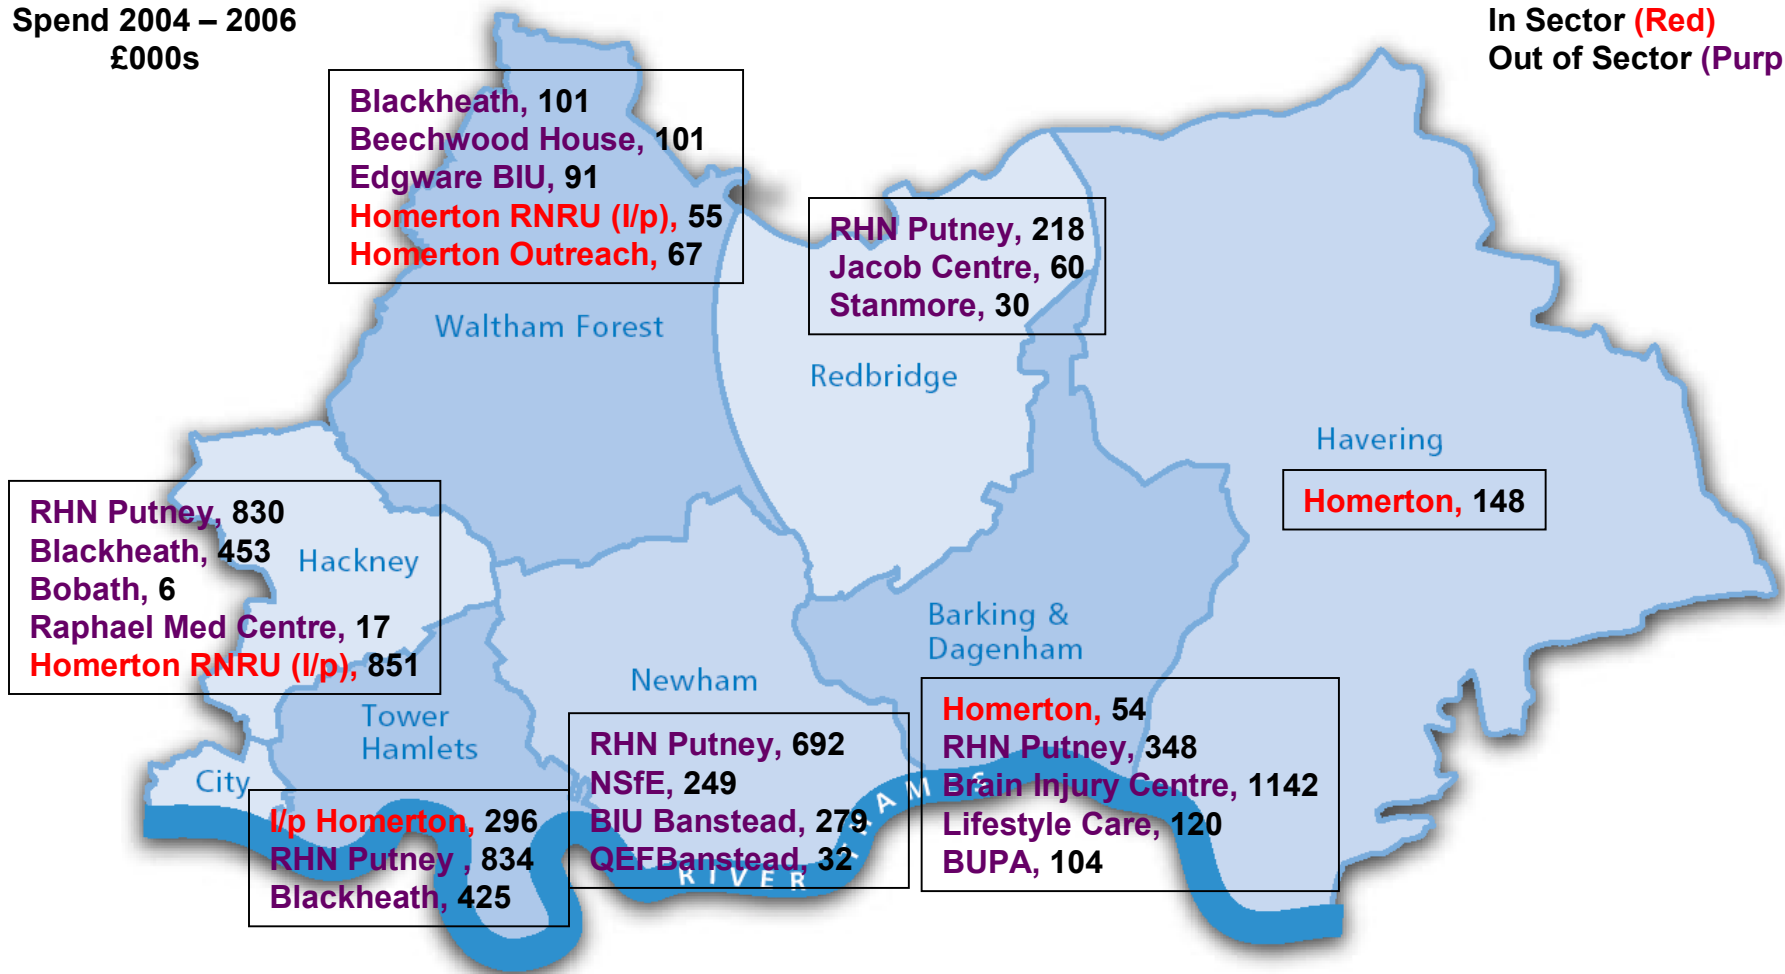 Spend 2004 – 2006
£000s
In Sector (Red)
Out of Sector (Purp
Blackheath, 101
Beechwood House, 101
Edgware BIU, 91
Homerton RNRU (I/p), 55
Homerton Outreach, 67
Waltham Forest
RHN Putney, 218
Jacob Centre, 60
Stanmore, 30
Redbridge
Havering
Homerton, 148
RHN Putney, 830
Blackheath, 453
Bobath, 6
Raphael Med Centre, 17
Homerton RNRU (I/p), 851
Hackney
Barking &
Dagenham
Newham
Tower
Hamlets
City
I/p Homerton, 296
RHN Putney , 834
Blackheath, 425
RHN Putney, 692
NSfE, 249
BIU Banstead, 279
QEFBanstead, 32
Homerton, 54
RHN Putney, 348
Brain Injury Centre, 1142
Lifestyle Care, 120
BUPA, 104
RIVER THAMES